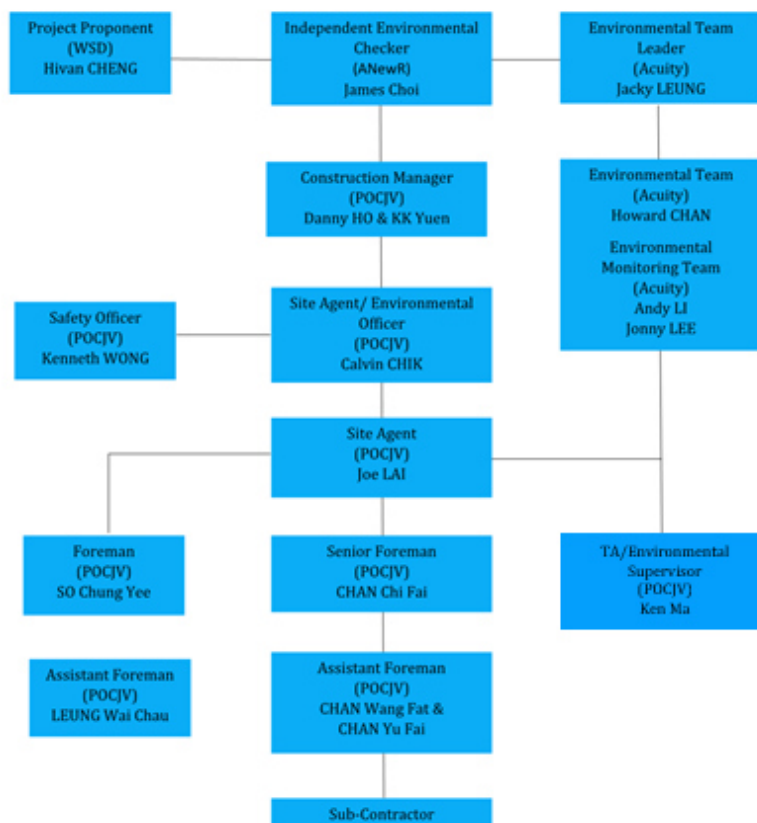 Project Proponent
(WSD)
Hivan CHENG
Independent Environmental
Checker
(ANewR)
James Choi
Environmental Team
Leader
(Acuity)
Jacky LEUNG
Construction Manager
(POCJV)
Danny HO & KK Yuen
Environmental Team
(Acuity)
Howard CHAN
Environmental
Monitoring Team
(Acuity)
Andy LI
Jonny LEE
Safety Officer
(POCJV)
Kenneth WONG
Site Agent/ Environmental
Officer
(POCJV)
Calvin CHIK
Site Agent
(POCJV)
Joe LAI
Foreman
(POCJV)
SO Chung Yee
Senior Foreman
(POCJV)
CHAN Chi Fai
TA/Environmental
Supervisor
(POCJV)
Ken Ma
Assistant Foreman
(POCJV)
LEUNG Wai Chau
Assistant Foreman
(POCJV)
CHAN Wang Fat &
CHAN Yu Fai
Sub-Contractor